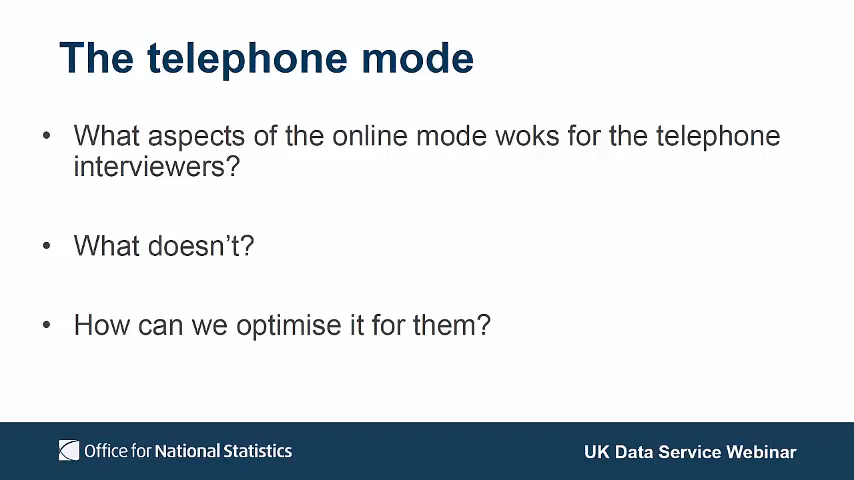 The telephone mode
• What aspects of the online mode woks for the telephone
interviewers?
• What doesn't?
• How can we optimise it for them?
Office for National Statistics
UK Data Service Webinar